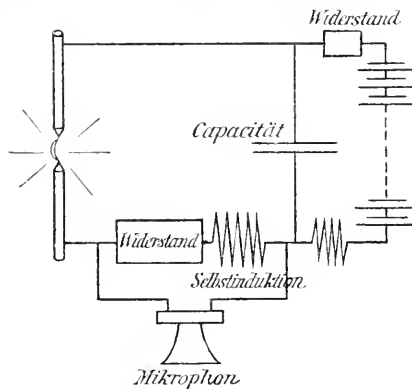 Widerstand
Capacität
Widerstand
Selbstinduktion
Mikrophon